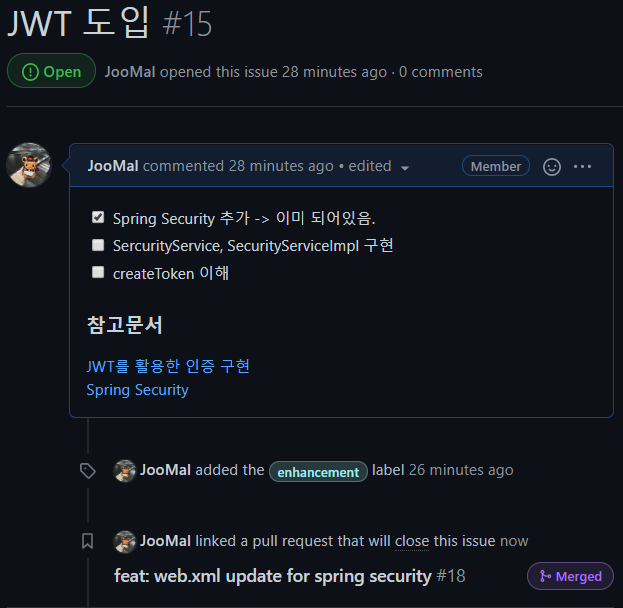 JWT 도입 #15
Open JooMal opened this issue 28 minutes ago · 0 comments
JooMal commented 28 minutes ago • edited Member
Spring Security 추가 -> 이미 되어있음.
SercurityService, SecurityServiceImpl 구현
createToken 이해
참고문서
JWT를 활용한 인증 구현
Spring Security
JooMal added the enhancement label 26 minutes ago
JooMal linked a pull request that will close this issue now
feat: web.xml update for spring security #18 Merged